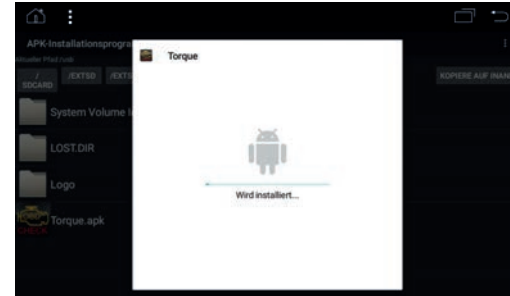 APK-Installationsprogra
Aktueller Pfad:/usb
/
SDCARD
/EXTSD
/EXTS
KOPIERE AUF INAN
Torque
System Volume I
LOST.DIR
Logo
Wird installiert...
Torque.apk
CHECK